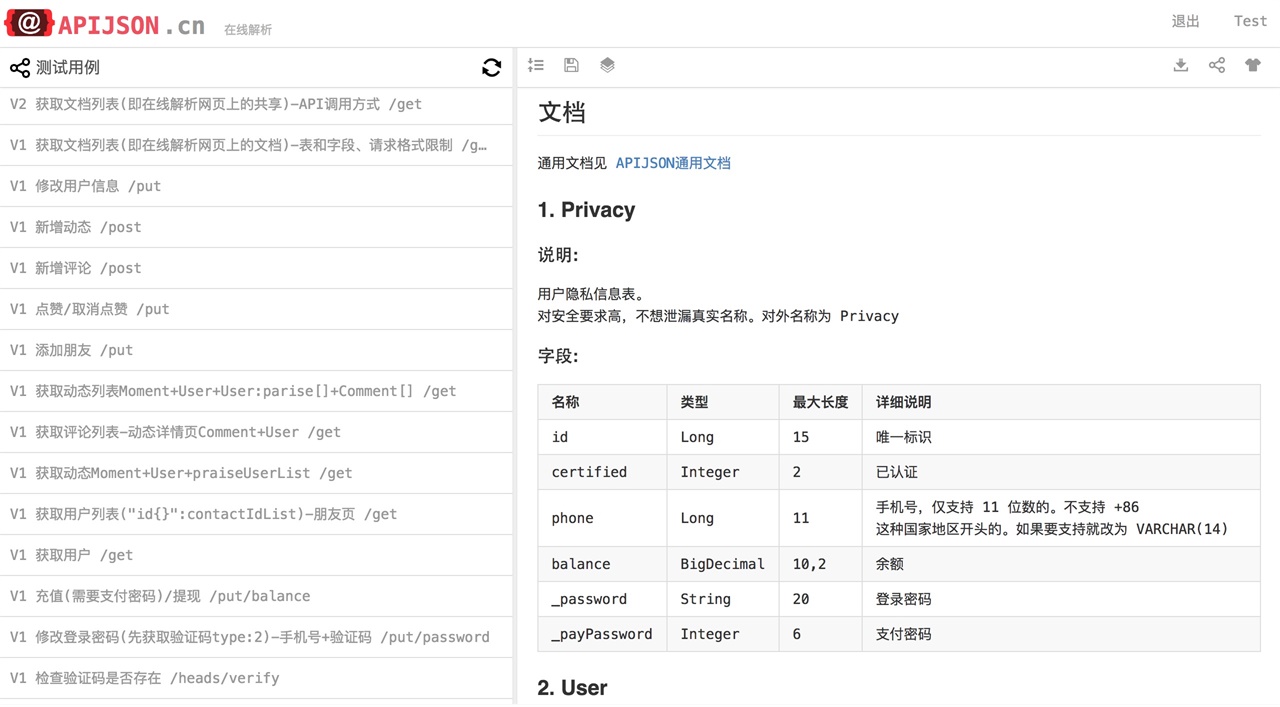 @APIJSON.cn 在线解析
退出 Test
测试用例
V2 获取文档列表(即在线解析网页上的共享)-API调用方式 /get
V1 获取文档列表(即在线解析网页上的文档)-表和字段、请求格式限制 /g…
V1 修改用户信息 /put
V1 新增动态 /post
V1 新增评论 /post
V1 点赞/取消点赞 /put
V1 添加朋友 /put
V1 获取动态列表Moment+User+User:parise[]+Comment[] /get
V1 获取评论列表-动态详情页Comment+User /get
V1 获取动态Moment+User+praiseUserList /get
V1 获取用户列表("id{}":contactIdList)-朋友页 /get
V1 获取用户 /get
V1 充值(需要支付密码)/提现 /put/balance
V1 修改登录密码(先获取验证码type:2)-手机号+验证码 /put/password
V1 检查验证码是否存在 /heads/verify
文档
通用文档见 APIJSON通用文档
1. Privacy
说明:
用户隐私信息表。
对安全要求高，不想泄漏真实名称。对外名称为 Privacy
字段:
名称 类型 最大长度 详细说明
id Long 15 唯一标识
certified Integer 2 已认证
phone Long 11 手机号，仅支持 11 位数的。不支持 +86
这种国家地区开头的。如果要支持就改为 VARCHAR(14)
balance BigDecimal 10,2 余额
_password String 20 登录密码
_payPassword Integer 6 支付密码
2. User